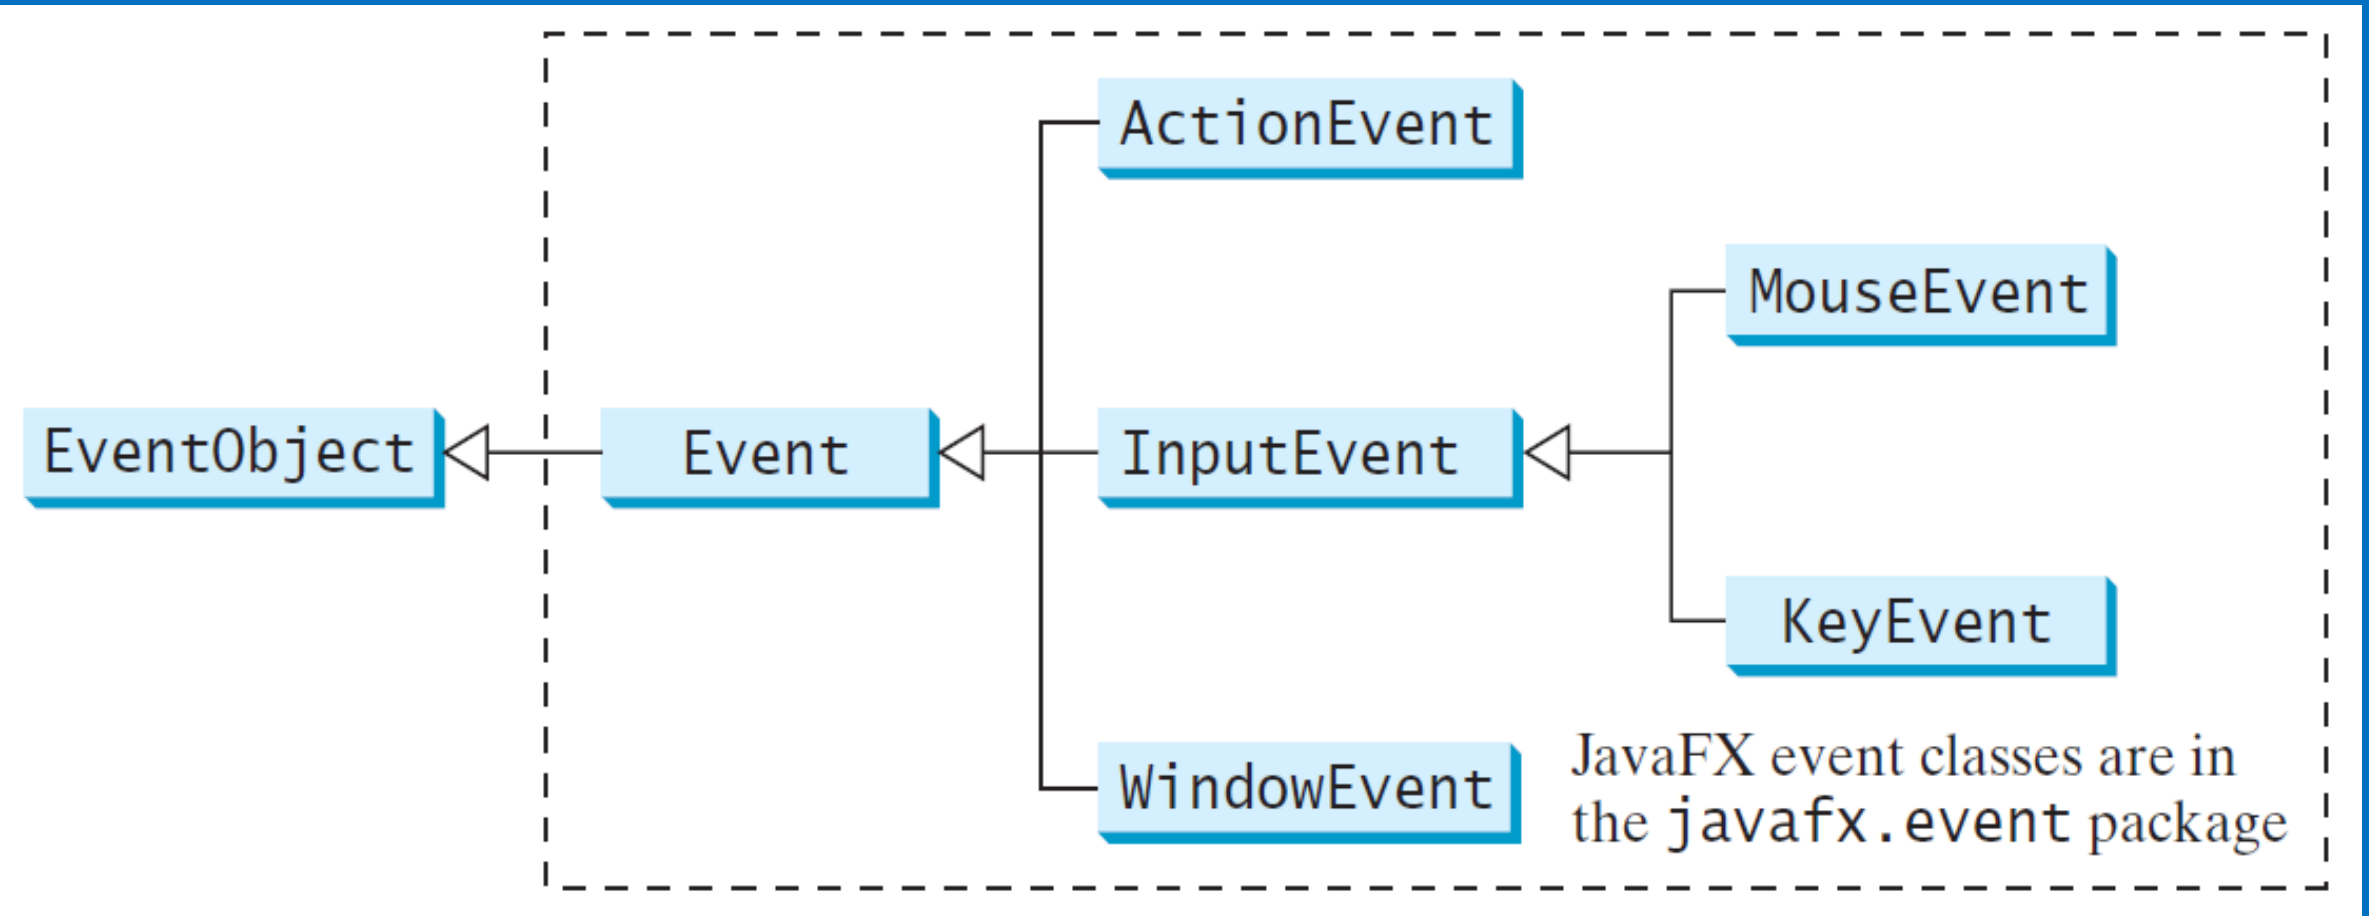 ActionEvent
MouseEvent
EventObject
Event
InputEvent
KeyEvent
WindowEvent
JavaFX event classes are in
the javafx.event package